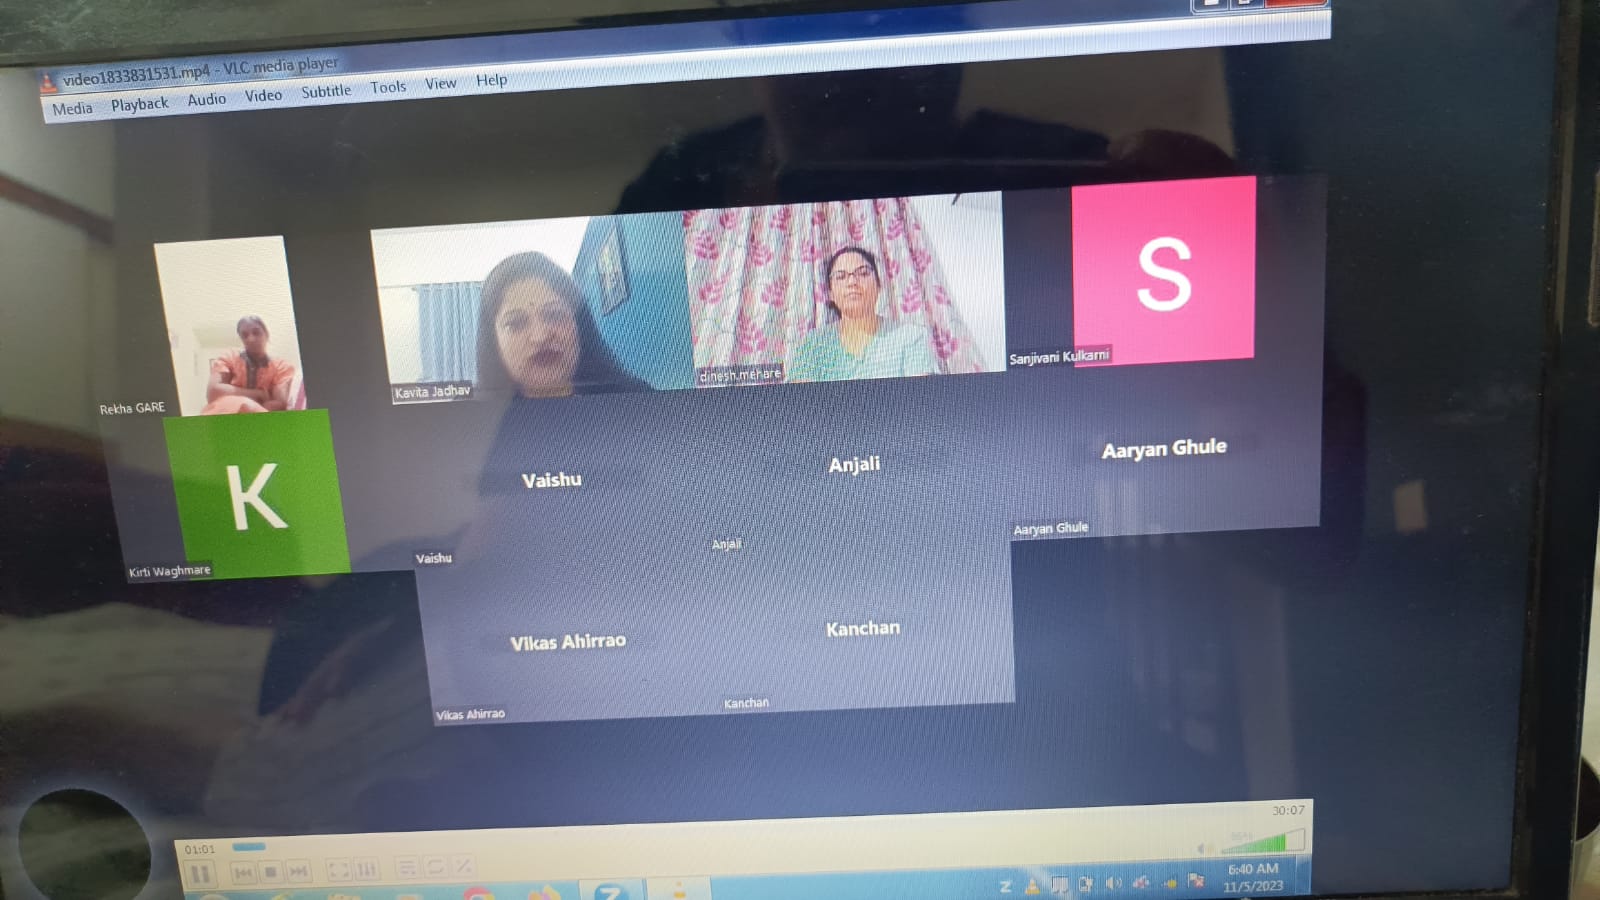 video1833831531.mp4 - VLC media player
Media Playback Audio Video Subtitle Tools View Help
S
Rekha GARE
Kavita Jadhav
dinesh.mehare
Sanjivani Kulkarni
K
Vaishu
Anjali
Aaryan Ghule
Kirti Waghmare
Vaishu
Anjali
Aaryan Ghule
Vikas Ahirrao
Kanchan
Vikas Ahirrao
Kanchan
01:01
30:07
6:40 AM
11/5/2023